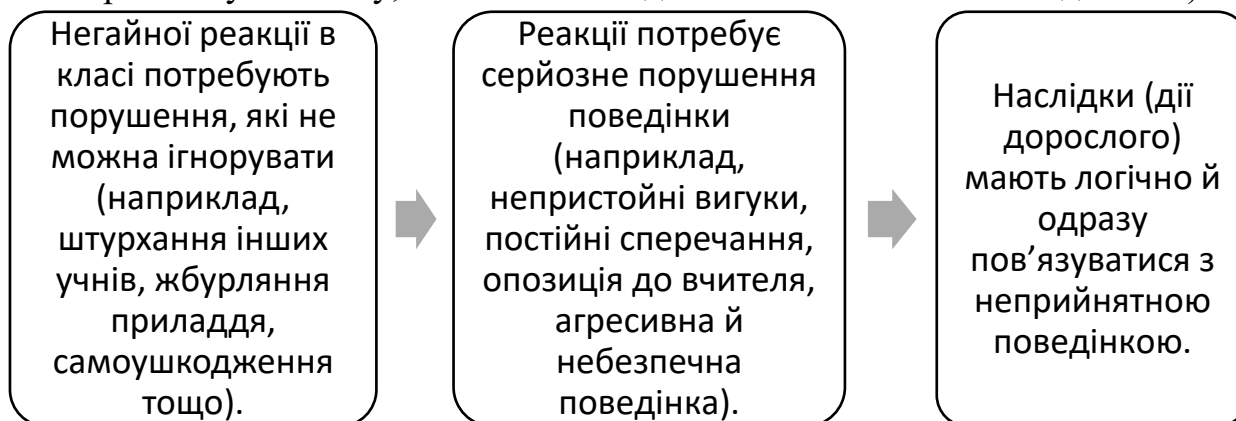 Негайної реакції в
класі потребують
порушення, які не
можна ігнорувати
(наприклад,
штурхання інших
учнів, жбурляння
приладдя,
самоушкодження
тощо).
Реакції потребує
серйозне порушення
поведінки
(наприклад,
непристойні вигуки,
постійні сперечання,
опозиція до вчителя,
агресивна й
небезпечна
поведінка).
Наслідки (дії
дорослого)
мають логічно й
одразу
пов’язуватися з
неприйнятною
поведінкою.